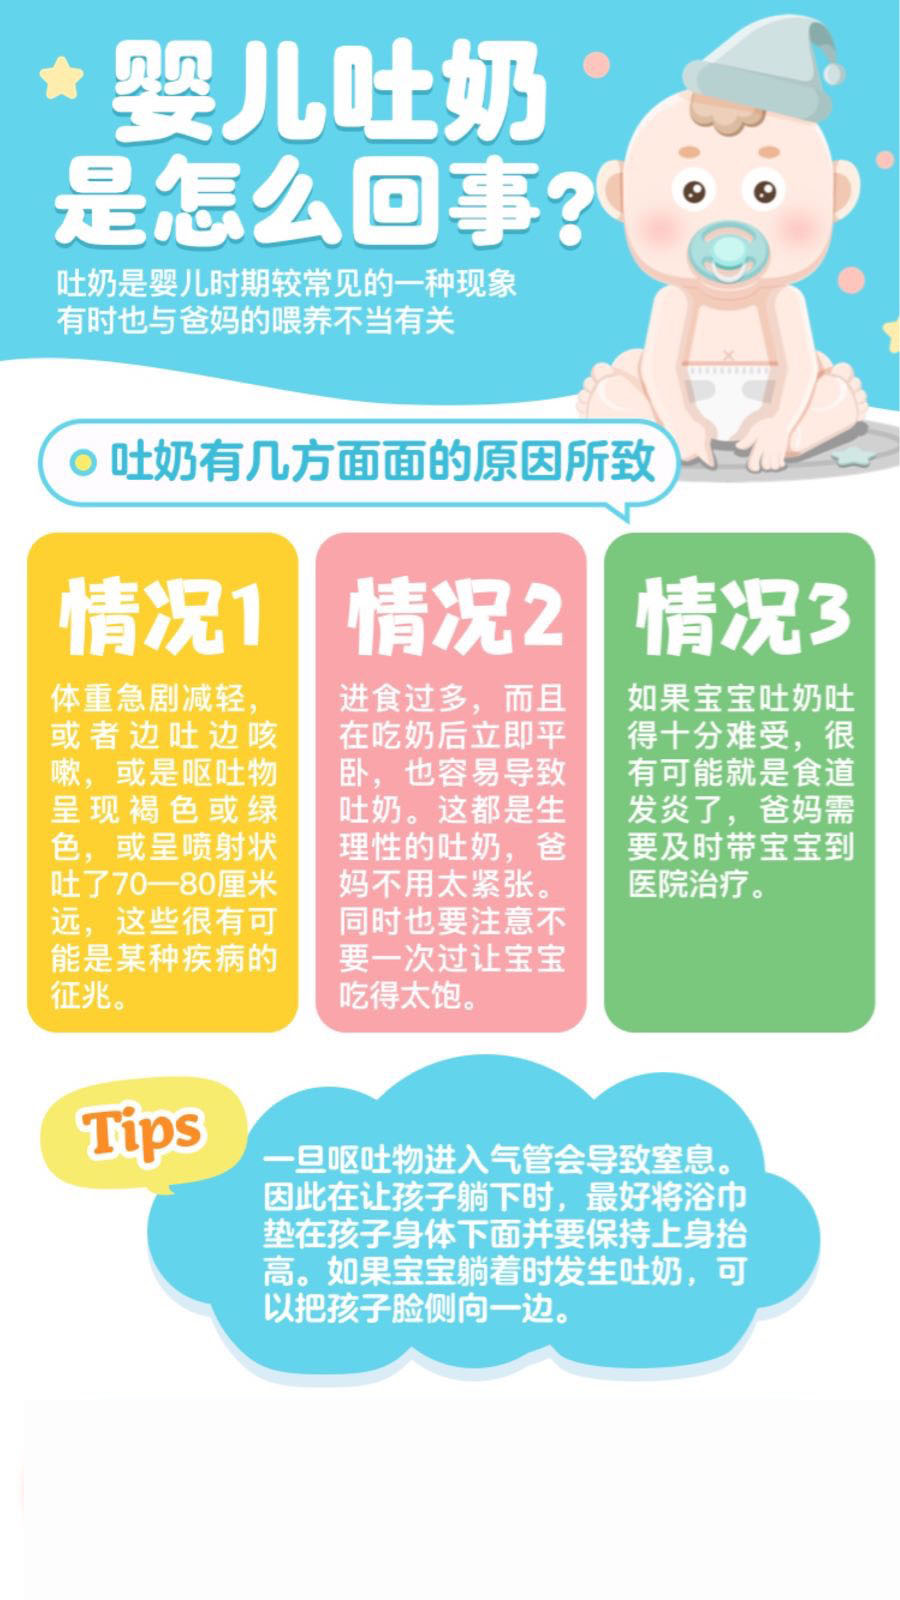 婴儿吐奶
是怎么回事?
吐奶是婴儿时期较常见的一种现象
有时也与爸妈的喂养不当有关
吐奶有几方面面的原因所致
情况1
体重急剧减轻，
或者边吐边咳
嗽，或是呕吐物
呈现褐色或绿
色，或呈喷射状
吐了70—80厘米
远，这些很有可
能是某种疾病的
征兆。
情况2
进食过多，而且
在吃奶后立即平
卧，也容易导致
吐奶。这都是生
理性的吐奶，爸
妈不用太紧张。
同时也要注意不
要一次过让宝宝
吃得太饱。
情况3
如果宝宝吐奶吐
得十分难受，很
有可能就是食道
发炎了，爸妈需
要及时带宝宝到
医院治疗。
Tips
一旦呕吐物进入气管会导致窒息。
因此在让孩子躺下时，最好将浴巾
垫在孩子身体下面并要保持上身抬
高。如果宝宝躺着时发生吐奶，可
以把孩子脸侧向一边。